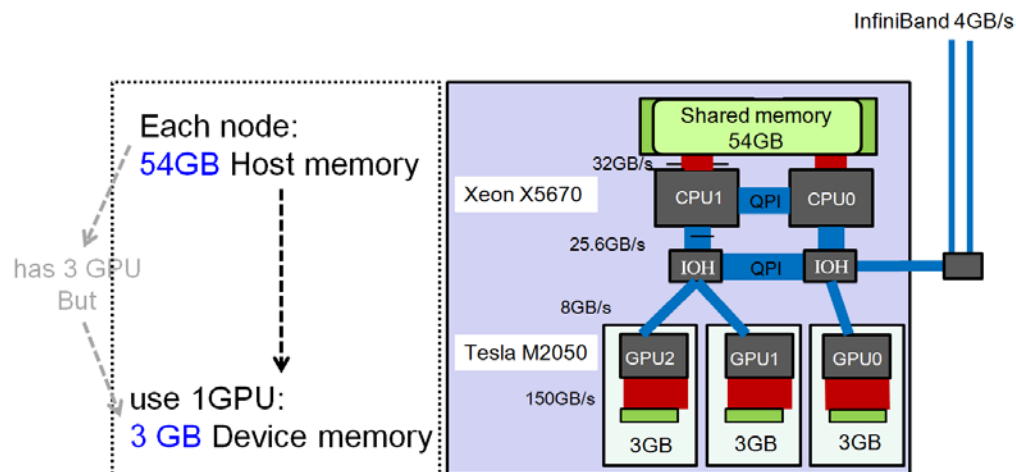 InfiniBand 4GB/s
Each node:
54GB Host memory
has 3 GPU
But
use 1GPU:
3 GB Device memory
Shared memory
54GB
32GB/s
Xeon X5670
CPU1
QPI
CPU0
25.6GB/s
IOH
QPI
IOH
8GB/s
Tesla M2050
GPU2
GPU1
GPU0
150GB/s
3GB
3GB
3GB